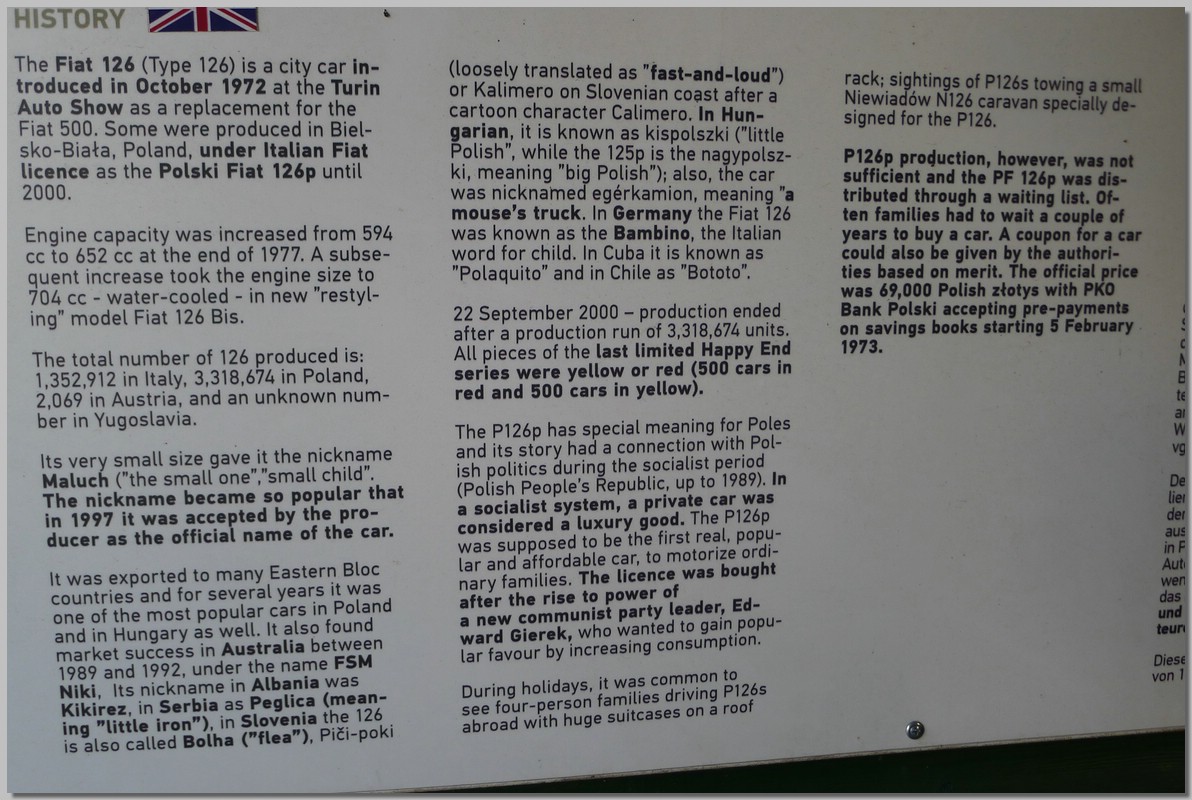 HISTORY
The Fiat 126 (Type 126) is a city car in-
troduced in October 1972 at the Turin
Auto Show as a replacement for the
Fiat 500. Some were produced in Biel-
sko-Biała, Poland, under Italian Fiat
licence as the Polski Fiat 126p until
2000.
Engine capacity was increased from 594
cc to 652 cc at the end of 1977. A subse-
quent increase took the engine size to
704 cc - water-cooled - in new "restyl-
ing" model Fiat 126 Bis.
The total number of 126 produced is:
1,352,912 in Italy, 3,318,674 in Poland,
2,069 in Austria, and an unknown num-
ber in Yugoslavia.
Its very small size gave it the nickname
Maluch ("the small one","small child".
The nickname became so popular that
in 1997 it was accepted by the pro-
ducer as the official name of the car.
It was exported to many Eastern Bloc
countries and for several years it was
one of the most popular cars in Poland
and in Hungary as well. It also found
market success in Australia between
1989 and 1992, under the name FSM
Niki, Its nickname in Albania was
Kikirez, in Serbia as Peglica (mean-
ing "little iron"), in Slovenia the 126
is also called Bolha ("flea"), Piči-poki
(loosely translated as "fast-and-loud")
or Kalimero on Slovenian coast after a
cartoon character Calimero. In Hun-
garian, it is known as kispolszki ("little
Polish", while the 125p is the nagypolsz-
ki, meaning "big Polish"); also, the car
was nicknamed egérkamion, meaning "a
mouse's truck. In Germany the Fiat 126
was known as the Bambino, the Italian
word for child. In Cuba it is known as
"Polaquito" and in Chile as "Bototo".
22 September 2000 – production ended
after a production run of 3,318,674 units.
All pieces of the last limited Happy End
series were yellow or red (500 cars in
red and 500 cars in yellow).
The P126p has special meaning for Poles
and its story had a connection with Pol-
ish politics during the socialist period
(Polish People's Republic, up to 1989). In
a socialist system, a private car was
considered a luxury good. The P126p
was supposed to be the first real, popu-
lar and affordable car, to motorize ordi-
nary families. The licence was bought
after the rise to power of
a new communist party leader, Ed-
ward Gierek, who wanted to gain popu-
lar favour by increasing consumption.
During holidays, it was common to
see four-person families driving P126s
abroad with huge suitcases on a roof
rack; sightings of P126s towing a small
Niewiadów N126 caravan specially de-
signed for the P126.
P126p production, however, was not
sufficient and the PF 126p was dis-
tributed through a waiting list. Of-
ten families had to wait a couple of
years to buy a car. A coupon for a car
could also be given by the authori-
ties based on merit. The official price
was 69,000 Polish złotys with PKO
Bank Polski accepting pre-payments
on savings books starting 5 February
1973.
De
lier
der
aus
in F
Aut
wen
das
und
teur
Diese
von 1